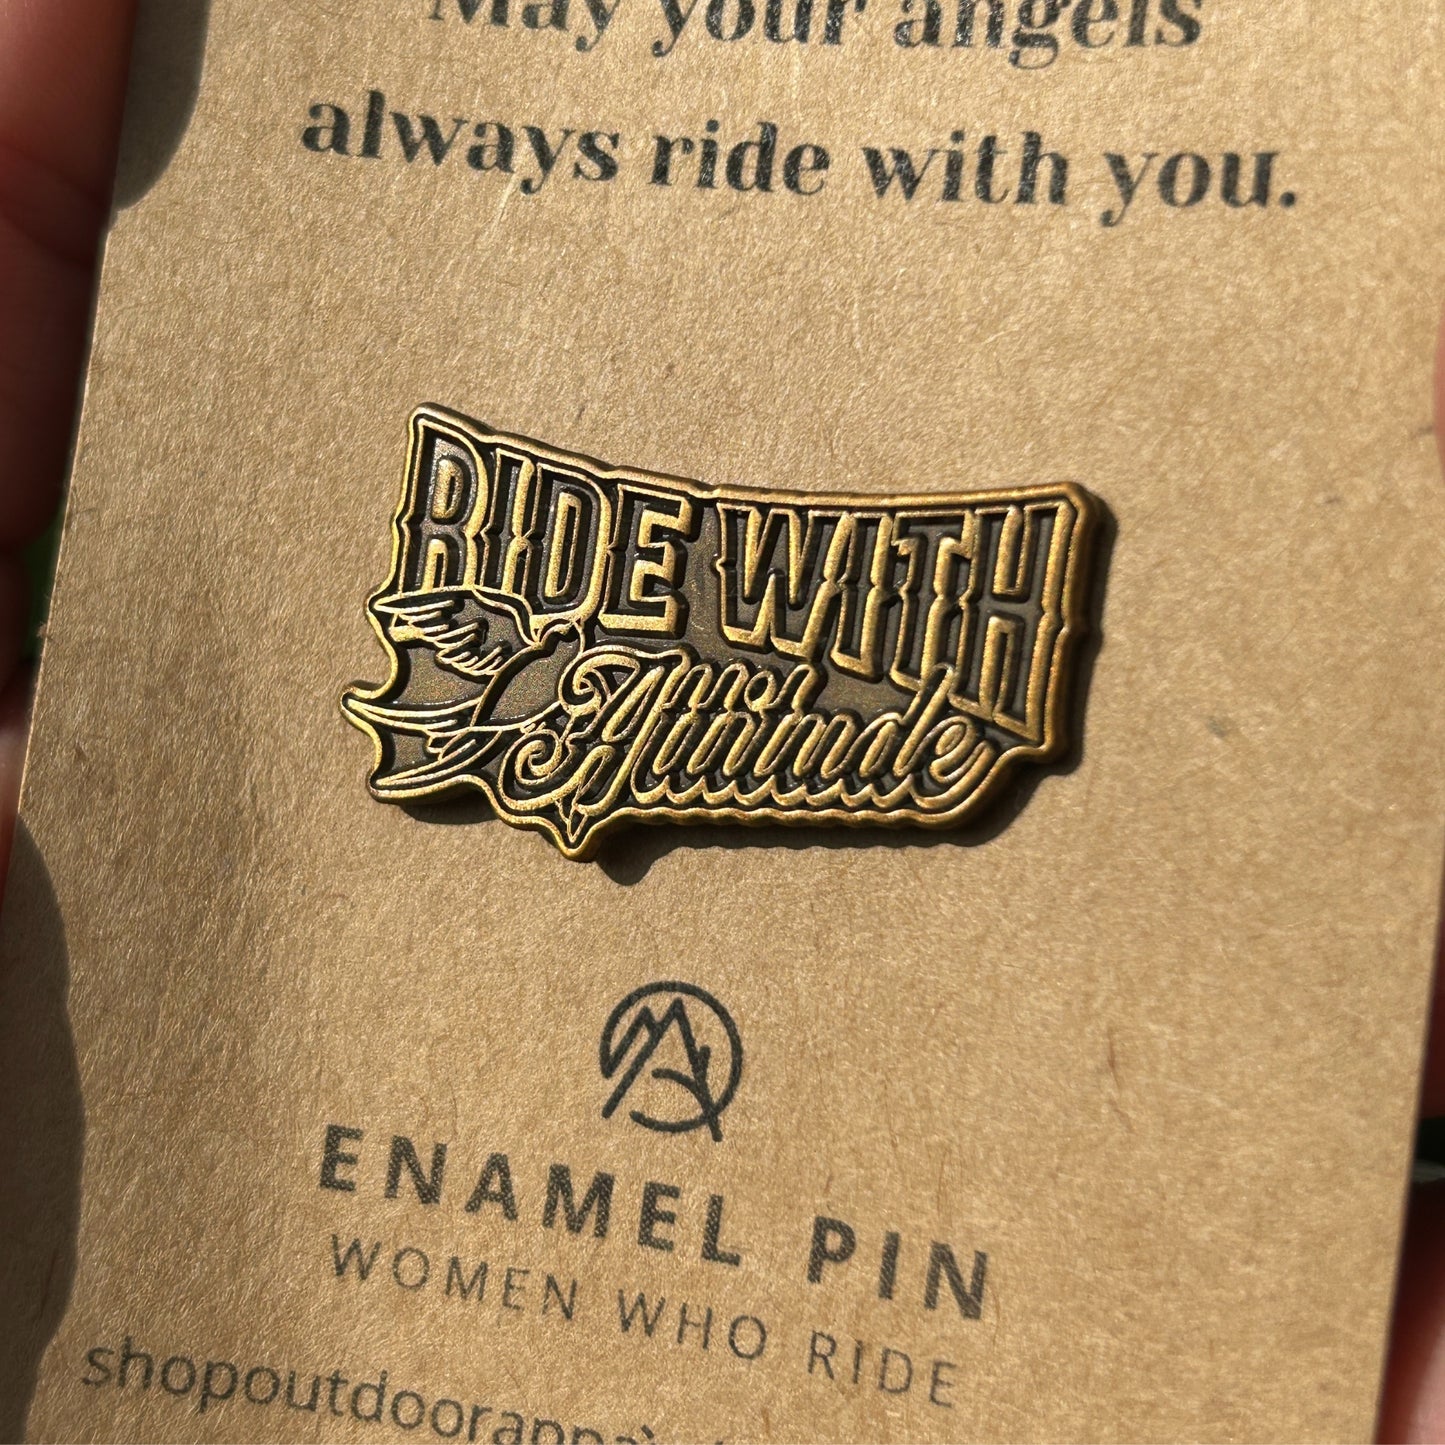 May your angels
always ride with you.
RIDE WITH
Attitude
ENAMEL PIN
WOMEN WHO RIDE